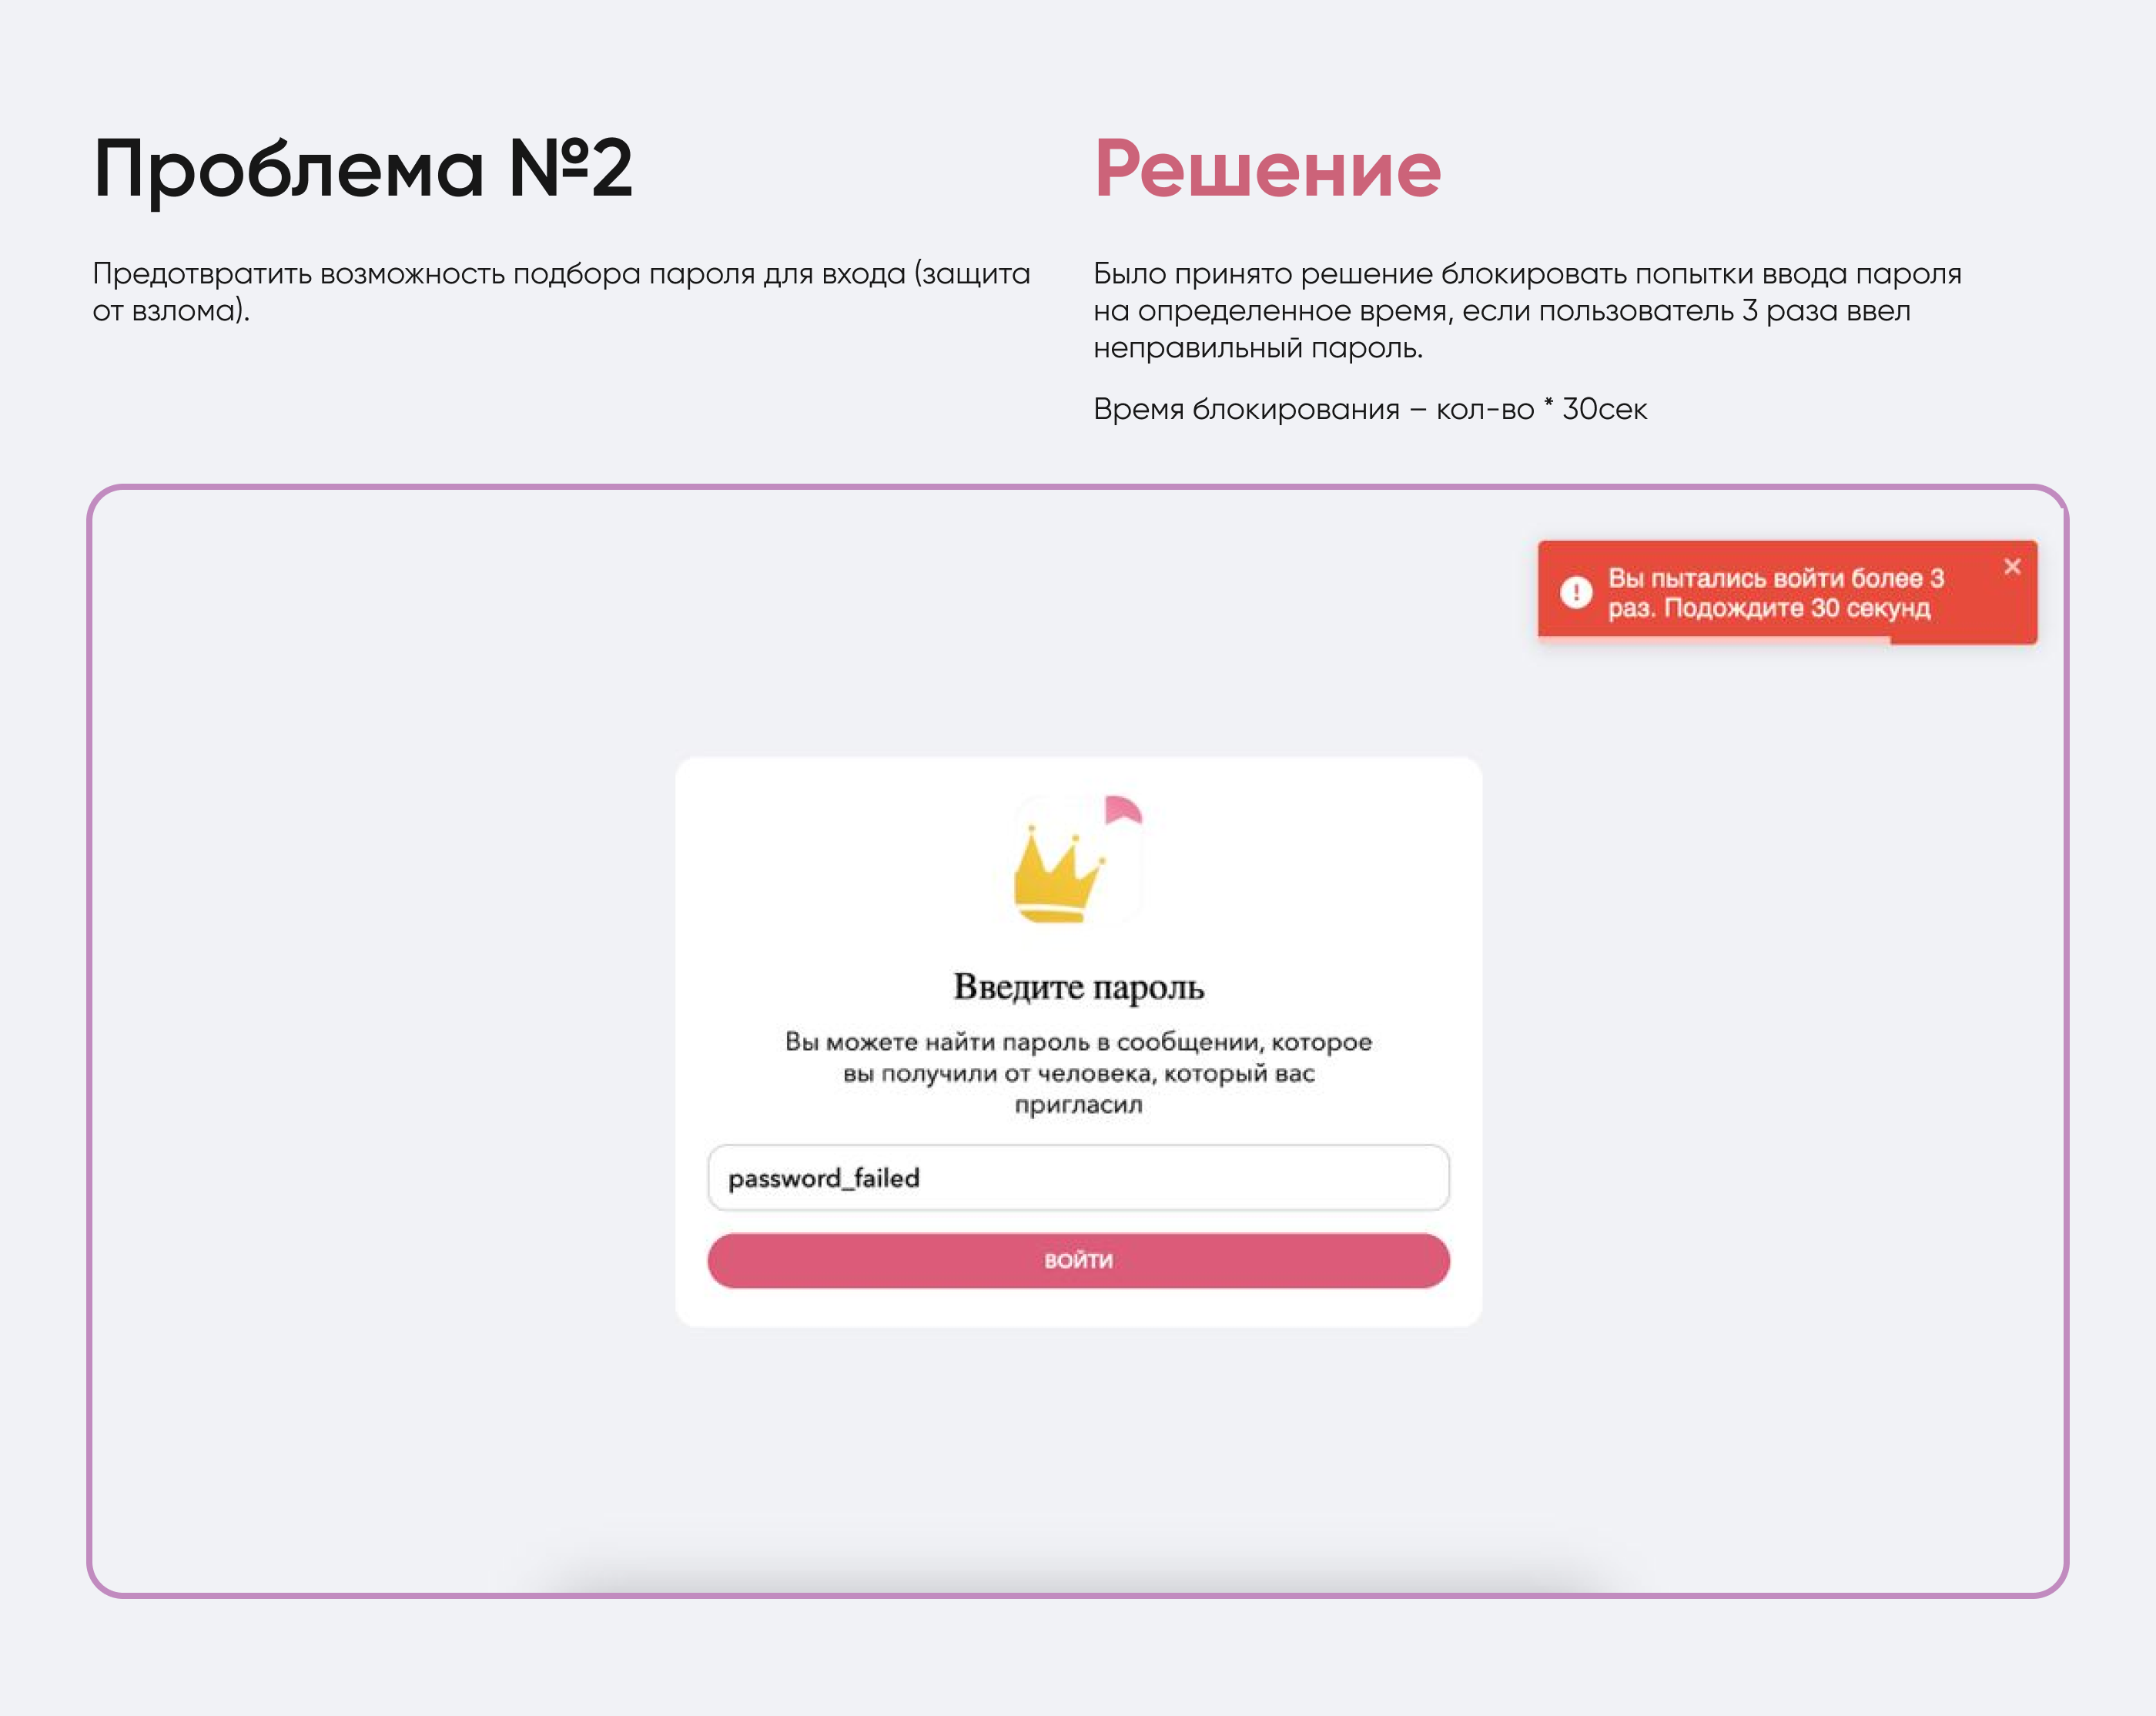 Проблема №2
Предотвратить возможность подбора пароля для входа (защита
от взлома).
Решение
Было принято решение блокировать попытки ввода пароля
на определенное время, если пользователь 3 раза ввел
неправильный пароль.
Время блокирования – кол-во * 30сек
Вы пытались войти более 3
раз. Подождите 30 секунд
Введите пароль
Вы можете найти пароль в сообщении, которое
вы получили от человека, который вас
пригласил
password_failed
ВОЙТИ